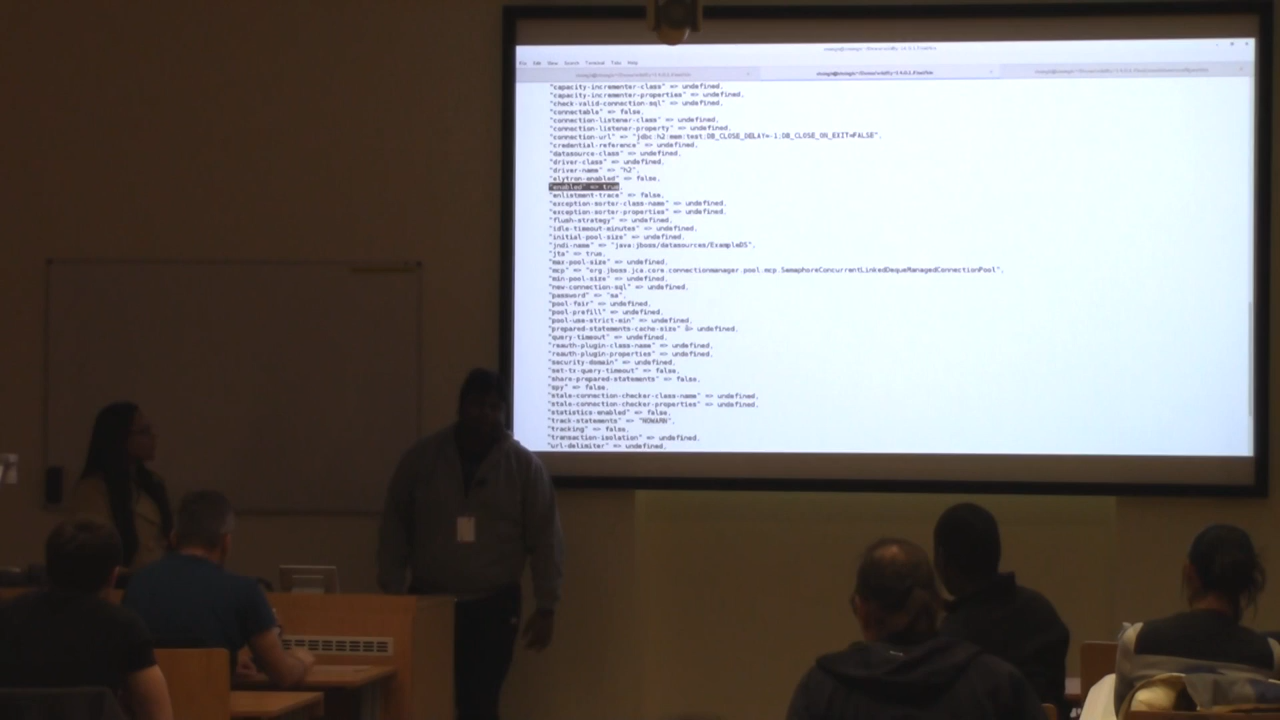 File Edit View Search Terminal Tabs Help
"capacity-incrementer-class" => undefined,
"capacity-incrementer-properties" => undefined,
"check-valid-connection-sql" => undefined,
"connectable" => false,
"connection-listener-class" => undefined,
"connection-listener-property" => undefined,
"connection-url" => "jdbc:h2:mem:test;DB_CLOSE_DELAY=-1;DB_CLOSE_ON_EXIT=FALSE",
"credential-reference" => undefined,
"datasource-class" => undefined,
"driver-class" => undefined,
"driver-name" => "h2",
"elytron-enabled" => false,
"enabled" => true,
"enlistment-trace" => false,
"exception-sorter-class-name" => undefined,
"exception-sorter-properties" => undefined,
"flush-strategy" => undefined,
"idle-timeout-minutes" => undefined,
"initial-pool-size" => undefined,
"jndi-name" => "java:jboss/datasources/ExampleDS",
"jta" => true,
"max-pool-size" => undefined,
"mcp" => "org.jboss.jca.core.connectionmanager.pool.mcp.SemaphoreConcurrentLinkedDequeManagedConnectionPool",
"min-pool-size" => undefined,
"new-connection-sql" => undefined,
"password" => "sa",
"pool-fair" => undefined,
"pool-prefill" => undefined,
"pool-use-strict-min" => undefined,
"prepared-statements-cache-size" => undefined,
"query-timeout" => undefined,
"reauth-plugin-class-name" => undefined,
"reauth-plugin-properties" => undefined,
"security-domain" => undefined,
"set-tx-query-timeout" => false,
"share-prepared-statements" => false,
"spy" => false,
"stale-connection-checker-class-name" => undefined,
"stale-connection-checker-properties" => undefined,
"statistics-enabled" => false,
"track-statements" => "NOWARN",
"tracking" => false,
"transaction-isolation" => undefined,
"url-delimiter" => undefined,